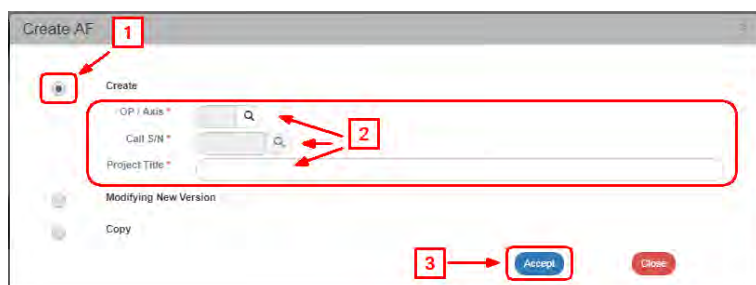 Create AF
1
Create
OP / Axis *
2
Call S/N *
Project Title *
Modifying New Version
Copy
3
Accept
Close